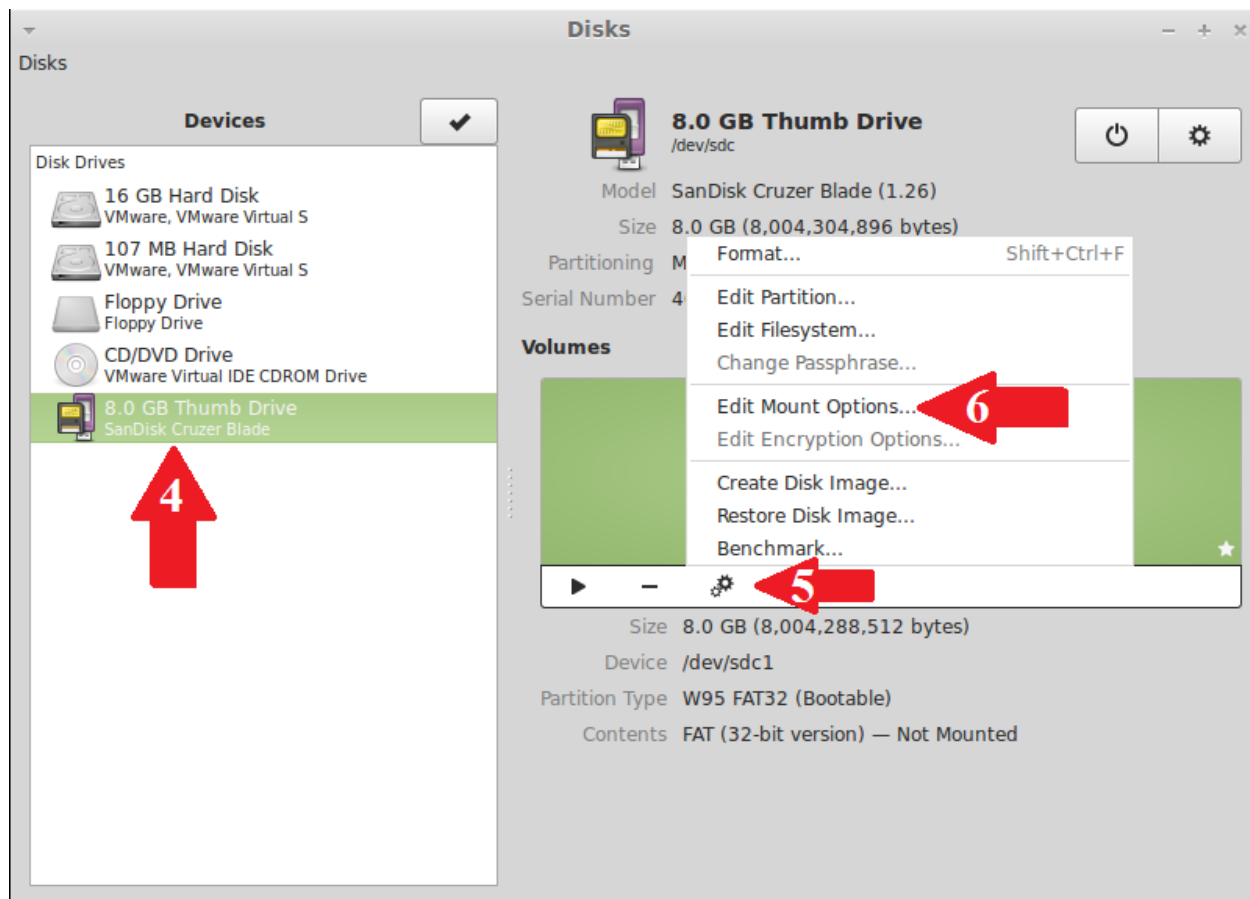 Disks
Disks
Devices
Disk Drives
16 GB Hard Disk
VMware, VMware Virtual S
107 MB Hard Disk
VMware, VMware Virtual S
Floppy Drive
Floppy Drive
CD/DVD Drive
VMware Virtual IDE CDROM Drive
8.0 GB Thumb Drive
SanDisk Cruzer Blade
4
8.0 GB Thumb Drive
/dev/sdc
Model SanDisk Cruzer Blade (1.26)
Size 8.0 GB (8,004,304,896 bytes)
Partitioning M
Serial Number 4
Volumes
Format... Shift+Ctrl+F
Edit Partition...
Edit Filesystem...
Change Passphrase...
Edit Mount Options... 6
Edit Encryption Options...
Create Disk Image...
Restore Disk Image...
Benchmark...
5
Size 8.0 GB (8,004,288,512 bytes)
Device /dev/sdc1
Partition Type W95 FAT32 (Bootable)
Contents FAT (32-bit version) — Not Mounted